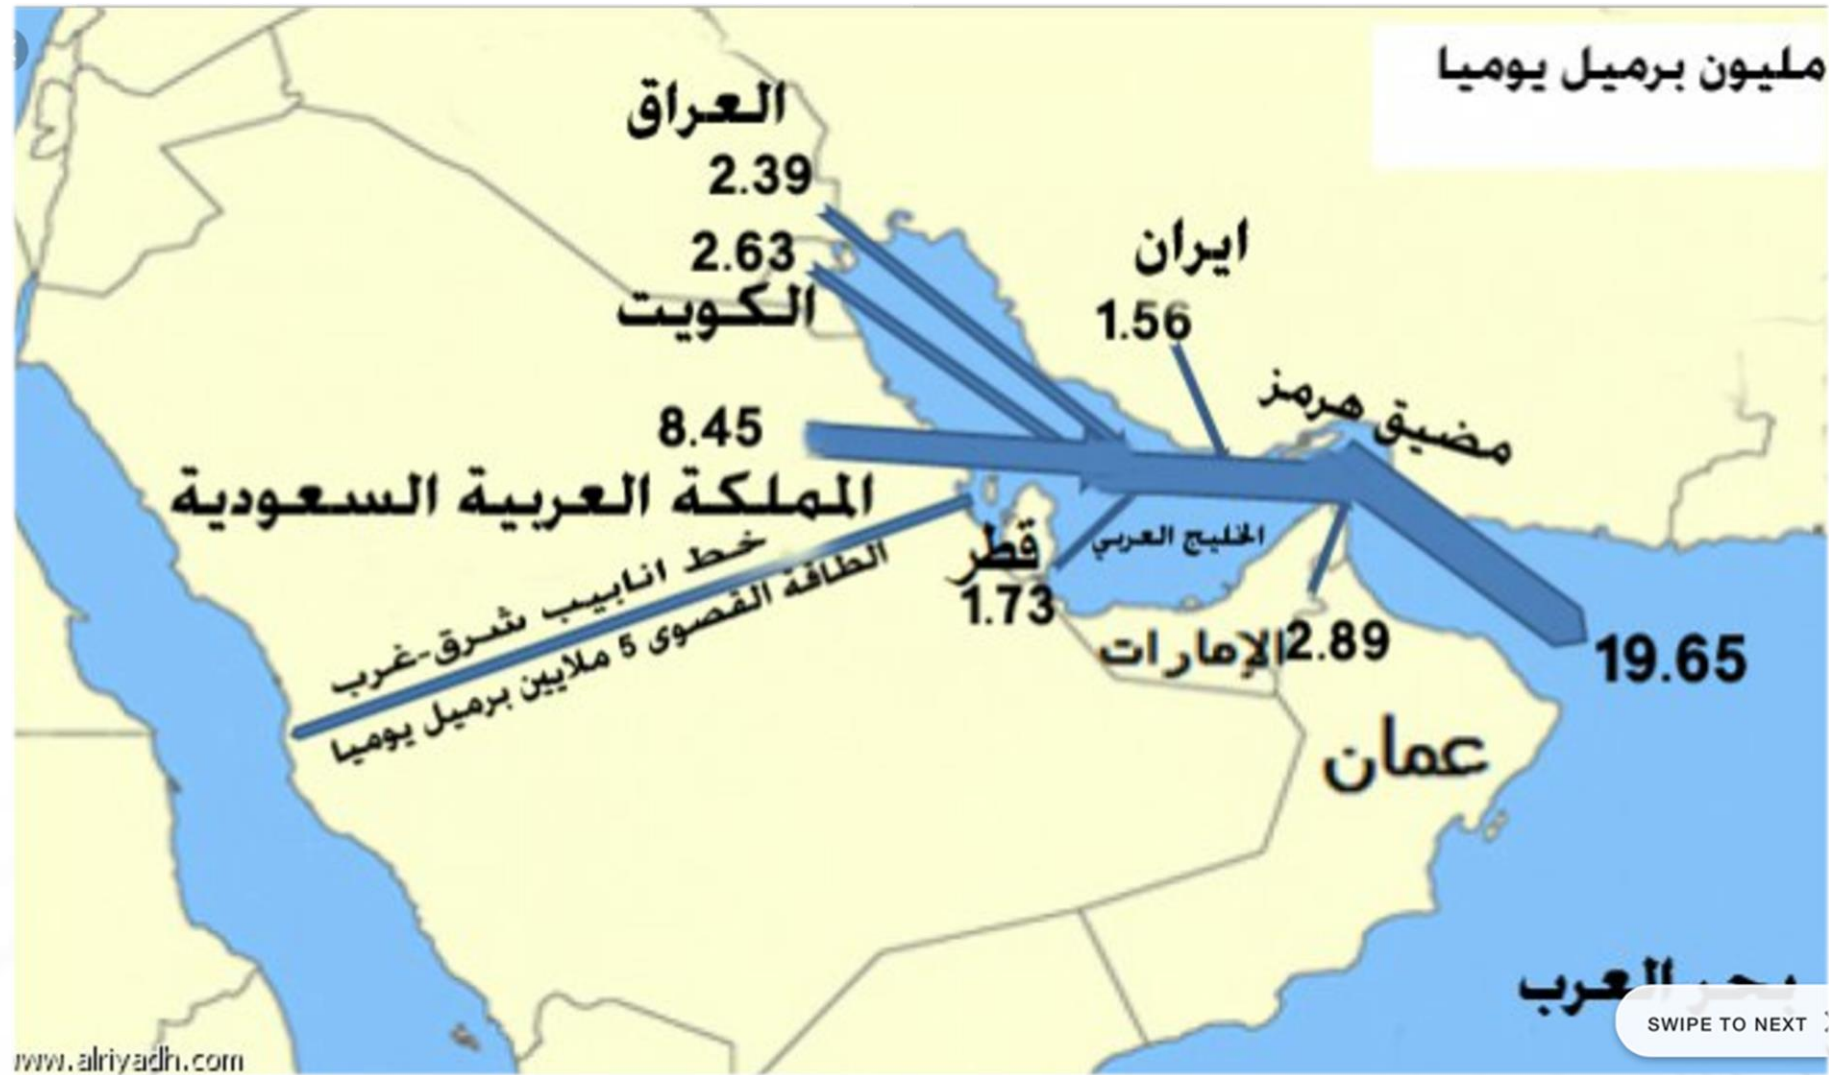 مليون برميل يوميا
العراق
2.39
2.63
الكويت
ايران
1.56
مضيق هرمز
8.45
المملكة العربية السعودية
خط انابيب شرق-غرب
الطاقة القصوى 5 ملايين برميل يوميا
قطر
1.73
الخليج العربي
الإمارات
2.89
19.65
عمان
بحر العرب
SWIPE TO NEXT
www.alriyadh.com